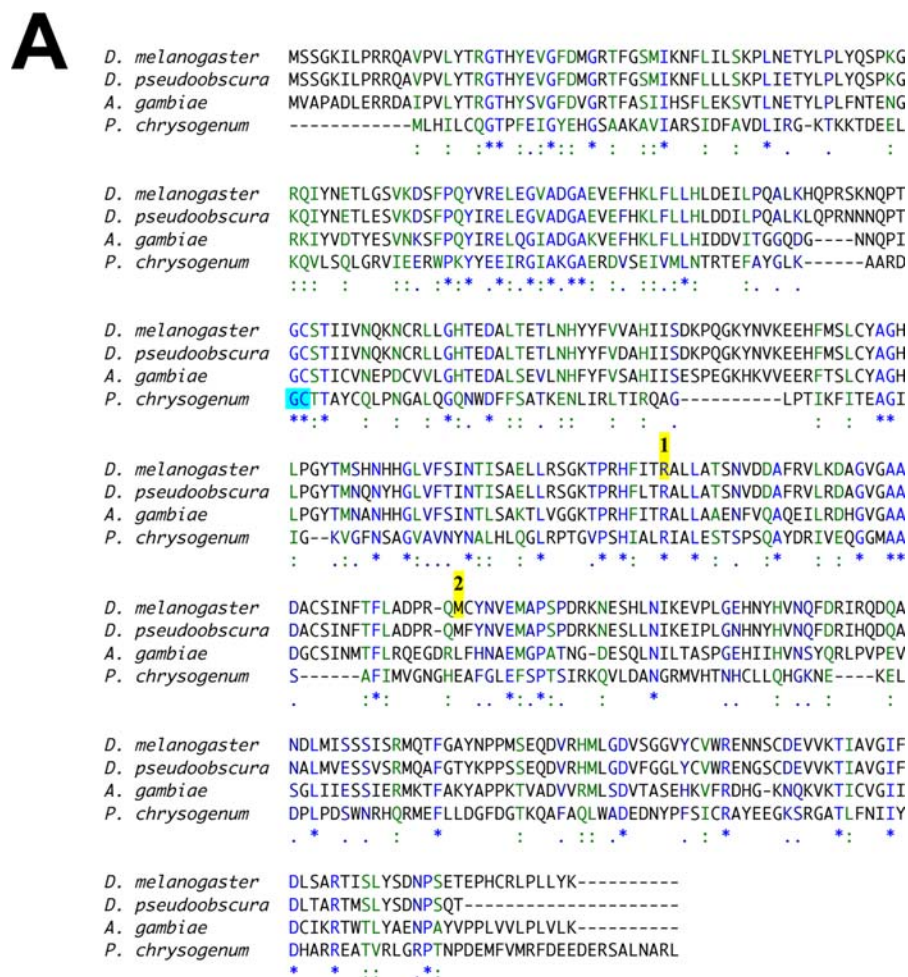 A
D. melanogaster MSSGKILPRRQAVPVLYTRGTHYEVGFDMGRTFGSMIKNFLILSKPLNETYLPLYQSPKG
D. pseudoobscura MSSGKILPRRQAVPVLYTRGTHYEVGFDMGRTFGSMIKNFLLLSKPLIETYLPLYQSPKG
A. gambiae MVAPADLERRDAIPVLYTRGTHYSVGFDVGRTFASIIHSFLEKSVTLNETYLPLFNTENG
P. chrysogenum ------------MLHILCQGTPFEIGYEHGSAAKAVIARSIDFAVDLIRG-KTKKTDEEL
: : :** :.:*:: * : : :* : : * . . :
D. melanogaster RQIYNETLGSVKDSFPQYVRELEGVADGAEVEFHKLFLLHLDEILPQALKHQPRSKNQPT
D. pseudoobscura KQIYNETLESVKDSFPQYVRELEGVADGAEVEFHKLFLLHLDDILPQALKLQPRNNNQPT
A. gambiae RKIYVDTYESVNKSFPQYIRELQGIADGAKVEFHKLFLLHIDDVITGGQDG----NNQPI
P. chrysogenum KQVLSQLGRVIEERWPKYYEEIRGIAKGAERDVSEIVMLNTRTEFAYGLK------AARD
::: : ::. .*:* .*:.*:*.**: :. ::.:*: :. . .
D. melanogaster GCSTIIVNQKNCRLLGHTEDALTETLNHYYFVVAHIISDKPQGKYNVKEEHFMSLCYAGH
D. pseudoobscura GCSTIIVNQKNCRLLGHTEDALTETLNHYYFVDAHIISDKPQGKYNVKEEHFMSLCYAGH
A. gambiae GCSTICVNEPDCVVLGHTEDALSEVLNHFYFVSAHIISESPEGKHKVVEERFTSLCYAGH
P. chrysogenum GCTTAYCQLPNGALQGQNWDFFSATKENLIRLTIRQAG----------LPTIKFITEAGI
**:* : : : *:. * :: . :: : : . : : **
1
D. melanogaster LPGYTMSHNHHGLVFSINTISAELLRSGKTPRHFITRALLATSNVDDAFRVLKDAGVGAA
D. pseudoobscura LPGYTMNQNYHGLVFTINTISAELLRSGKTPRHFLTRALLATSNVDDAFRVLRDAGVGAA
A. gambiae LPGYTMNANHHGLVFSINTLSAKTLVGGKTPRHFITRALLAAENFVQAQEILRDHGVGAA
P. chrysogenum IG--KVGFNSAGVAVNYNALHLQGLRPTGVPSHIALRIALESTSPSQAYDRIVEQGGMAA
: .:. * *:....*:: : * .* *: * * : . :* : : * **
2
D. melanogaster DACSINFTFLADPR-QMCYNVEMAPSPDRKNESHLNIKEVPLGEHNYHVNQFDRIRQDQA
D. pseudoobscura DACSINFTFLADPR-QMFYNVEMAPSPDRKNESLLNIKEIPLGNHNYHVNQFDRIHQDQA
A. gambiae DGCSINMTFLRQEGDRLFHNAEMGPATNG-DESQLNILTASPGEHIIHVNSYQRLPVPEV
P. chrysogenum S------AFIMVGNGHEAFGLEFSPTSIRKQVLDANGRMVHTNHCLLQHGKNE----KEL
. :*: : .. *:.*:. : * .. . : :.
D. melanogaster NDLMISSSISRMQTFGAYNPPMSEQDVRHMLGDVSGGVYCVWRENNSCDEVVKTIAVGIF
D. pseudoobscura NALMVESSVSRMQAFGTYKPPSSEQDVRHMLGDVFGGLYCVWRENGSCDEVVKTIAVGIF
A. gambiae SGLIIESSIERMKTFAKYAPPKTVADVVRMLSDVTASEHKVFRDHG-KNQKVKTICVGII
P. chrysogenum DPLPDSWNRHQRMEFLLDGFDGTKQAFAQLWADEDNYPFSICRAYEEGKSRGATLFNIIY
. * . . : * : . :: .* . : * .. *: *
D. melanogaster DLSARTISLYSDNPSETEPHCRLPLLYK----------
D. pseudoobscura DLTARTMSLYSDNPSQT---------------------
A. gambiae DCIKRTWTLYAENPAYVPPLVVLPLVLK----------
P. chrysogenum DHARREATVRLGRPTNPDEMFVMRFDEEDERSALNARL
* * :: *: